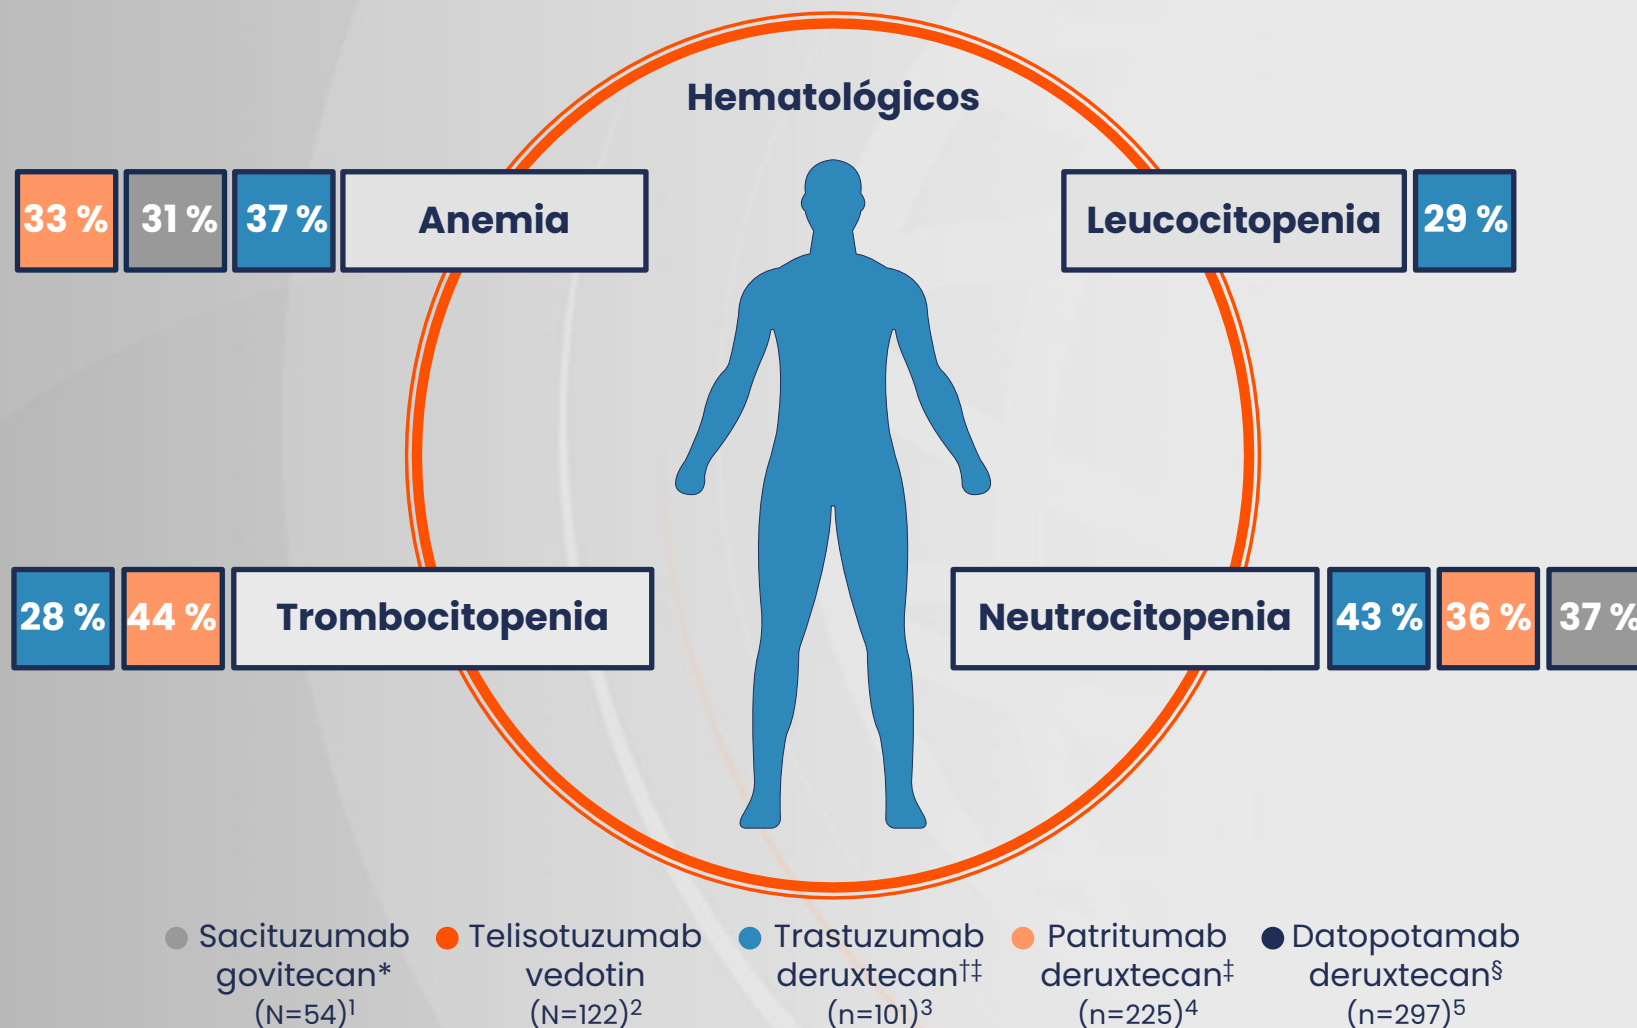 Hematológicos
33 % 31 % 37 % Anemia
Leucocitopenia 29 %
28 % 44 % Trombocitopenia
Neutrocitopenia 43 % 36 % 37 %
Sacituzumab govitecan*
(N=54)1
Telisotuzumab vedotin
(N=122)2
Trastuzumab deruxtecan†‡
(n=101)3
Patritumab deruxtecan‡
(n=225)4
Datopotamab deruxtecan§
(n=297)5